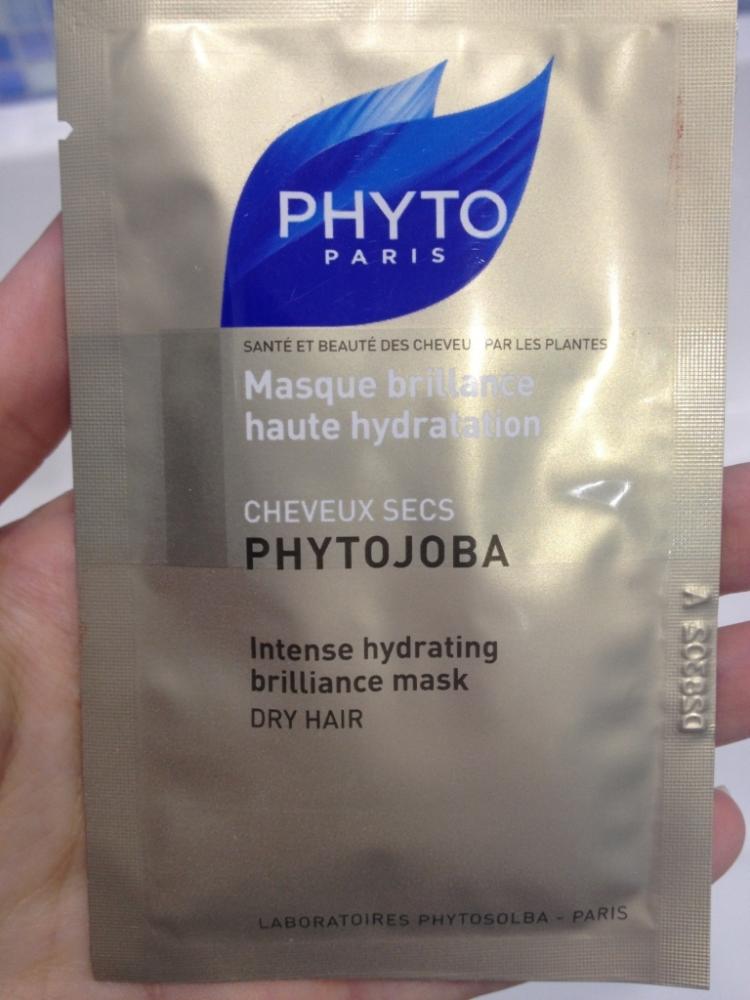 PHYTO
PARIS
SANTÉ ET BEAUTÉ DES CHEVEU PAR LES PLANTES
Masque brillance
haute hydratation
CHEVEUX SECS
PHYTOJOBA
Intense hydrating
brilliance mask
DRY HAIR
LABORATOIRES PHYTOSOLBA - PARIS